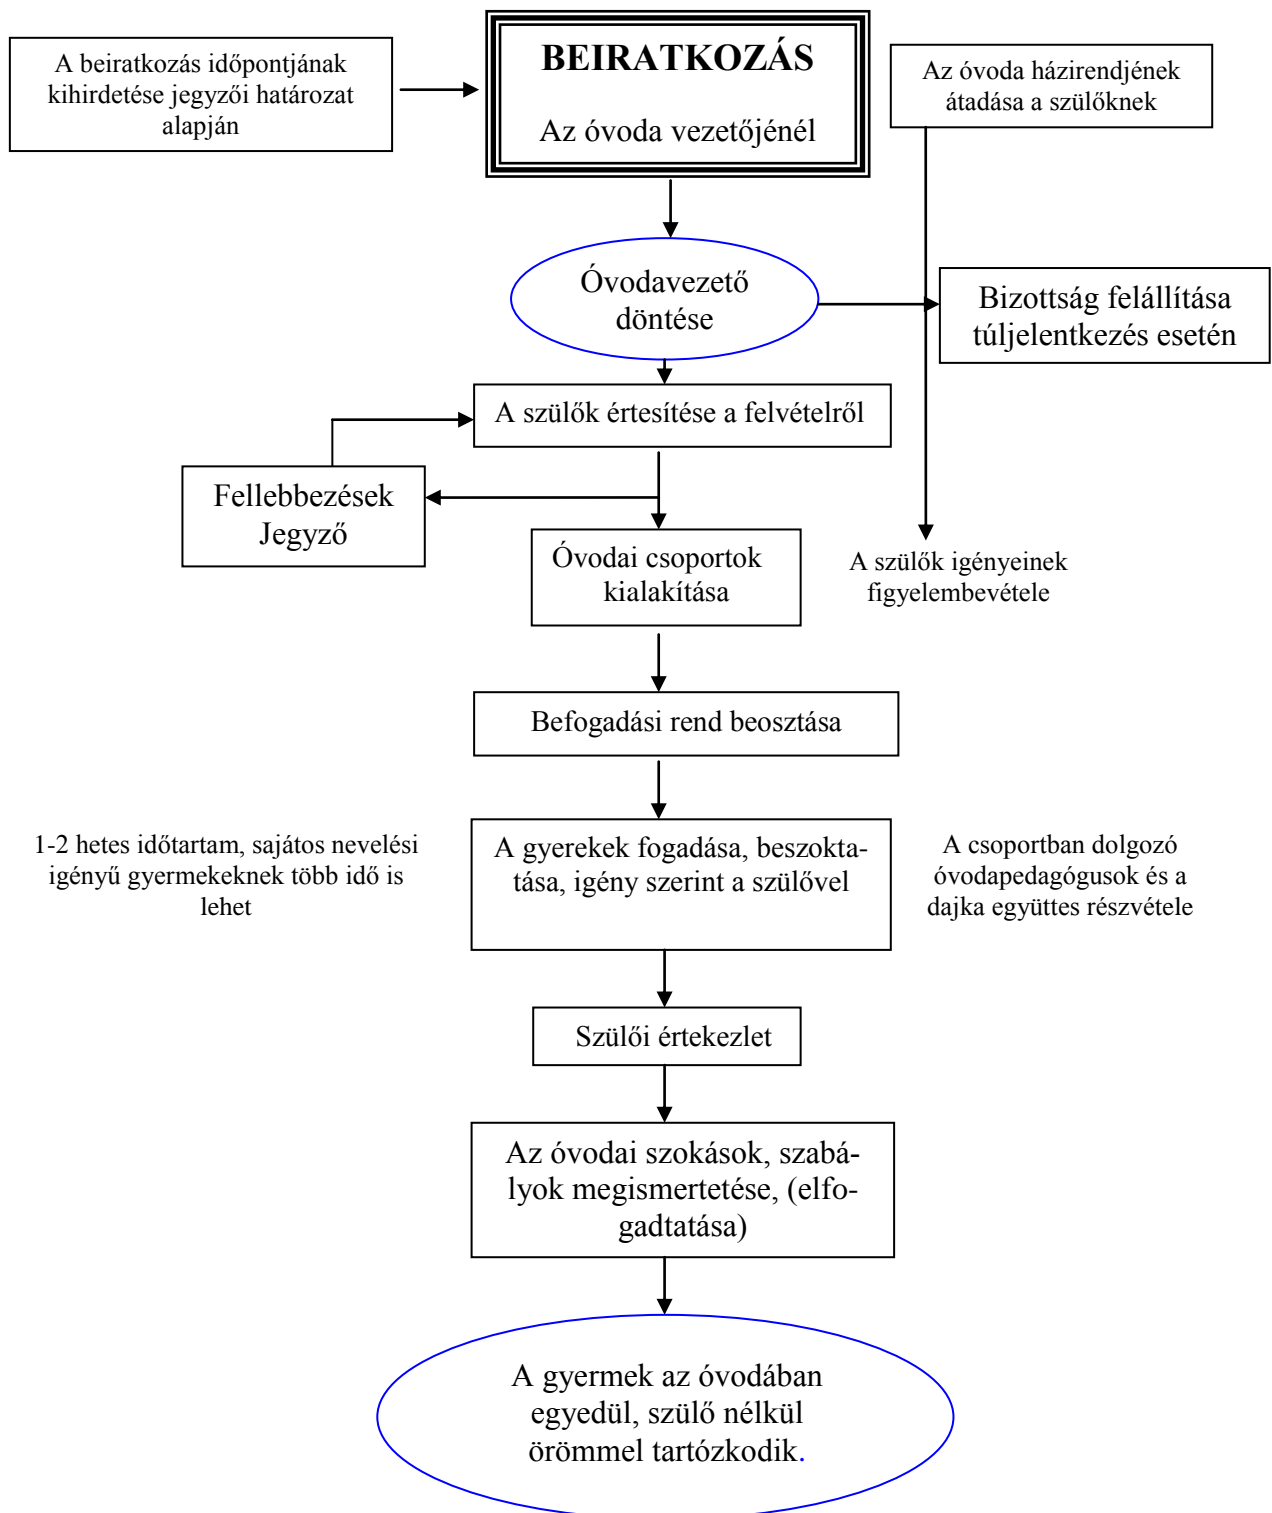 A beiratkozás időpontjának
kihirdetése jegyzői határozat
alapján
BEIRATKOZÁS
Az óvoda vezetőjénél
Az óvoda házirendjének
átadása a szülőknek
Óvodavezető
döntése
Bizottság felállítása
túljelentkezés esetén
A szülők értesítése a felvételről
Fellebbezések
Jegyző
Óvodai csoportok
kialakítása
A szülők igényeinek
figyelembevétele
Befogadási rend beosztása
1-2 hetes időtartam, sajátos nevelési
igényű gyermekeknek több idő is
lehet
A gyerekek fogadása, beszokta-
tása, igény szerint a szülővel
A csoportban dolgozó
óvodapedagógusok és a
dajka együttes részvétele
Szülői értekezlet
Az óvodai szokások, szabá-
lyok megismertetése, (elfo-
gadtatása)
A gyermek az óvodában
egyedül, szülő nélkül
örömmel tartózkodik.